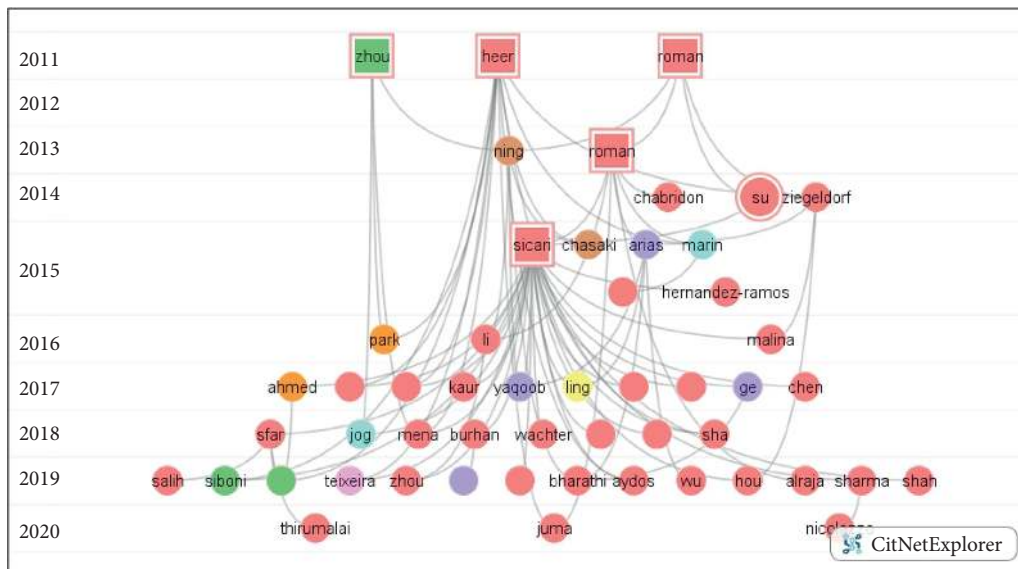 2011 zhou heer roman
2012
2013 ning roman
2014 chabridon su ziegeldorf
sicari chasaki arias marin
2015
hernandez-ramos
2016 park li malina
2017 ahmed kaur yaqoob ling ge chen
2018 sfar jog mena burhan wachter sha
2019 salih siboni teixeira zhou bharathi aydos wu hou alraja sharma shah
2020 thirumalai juma
CitNetExplorer